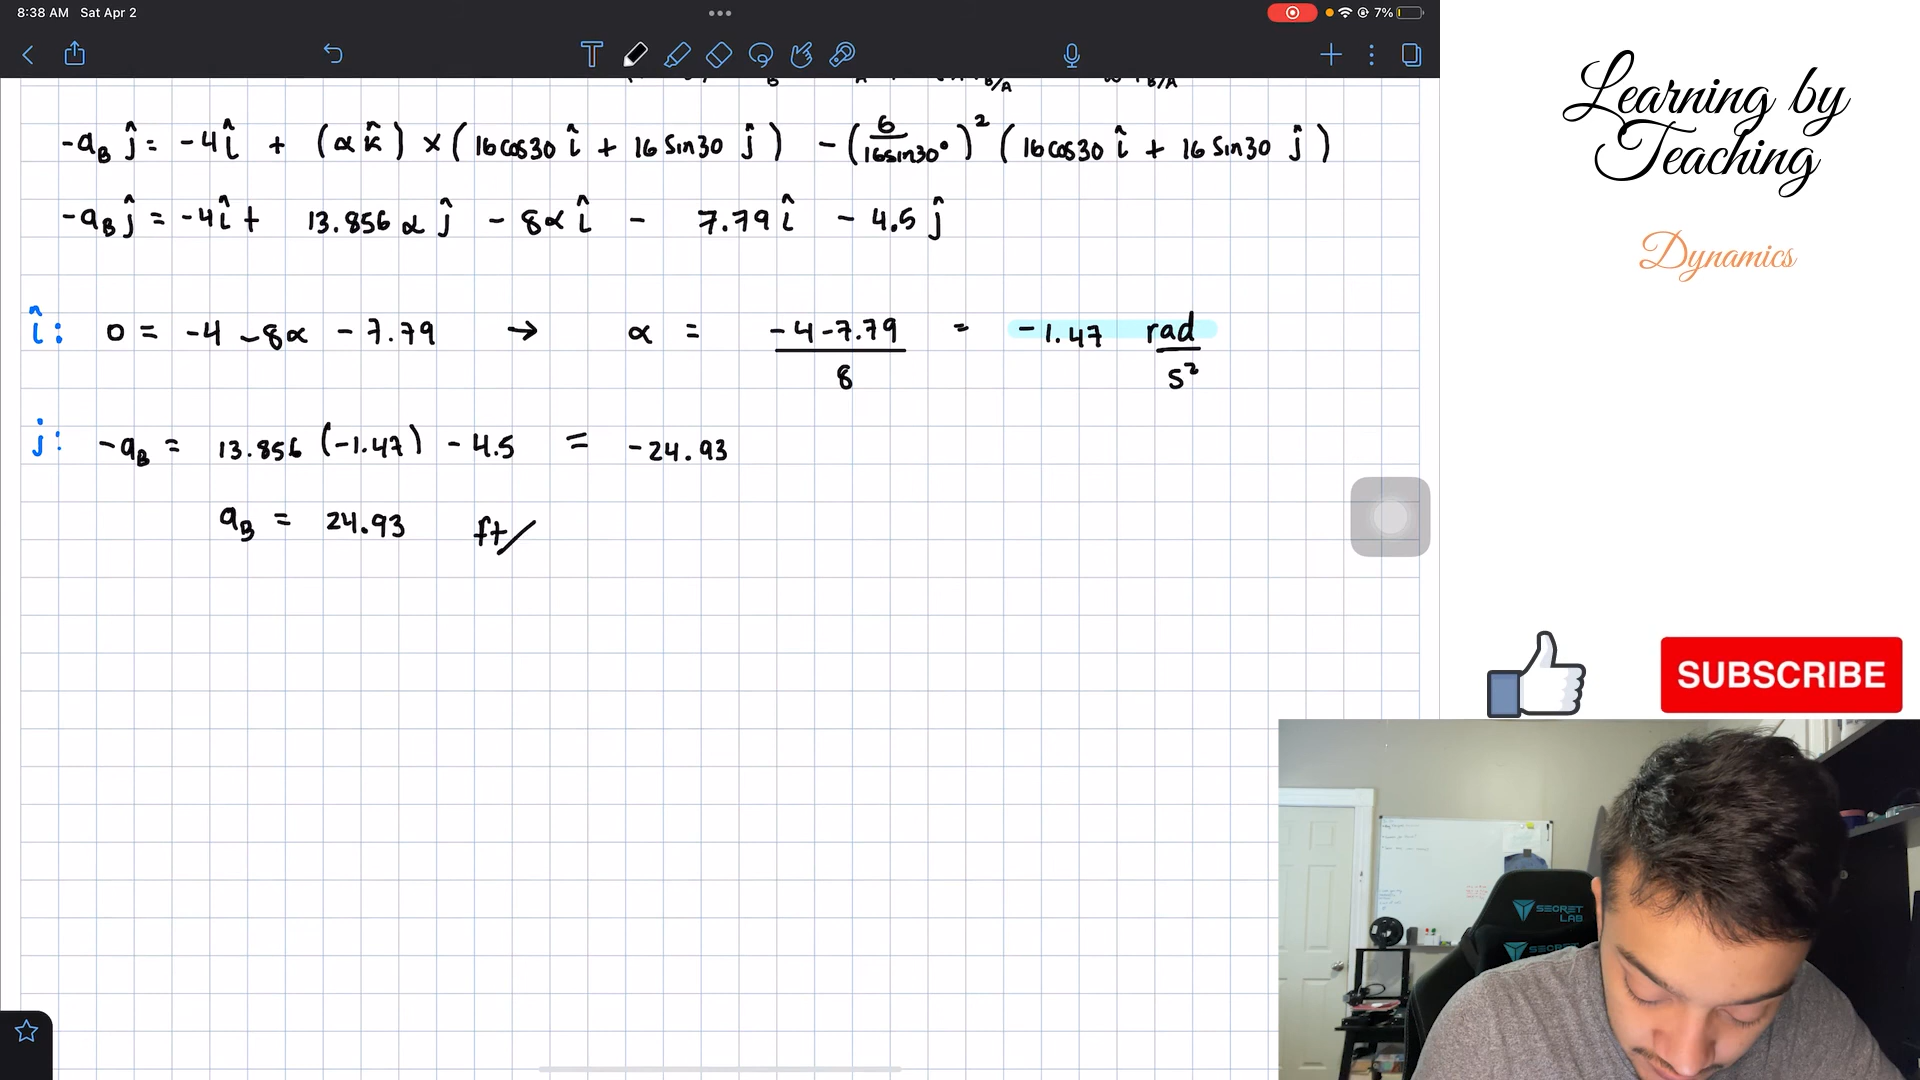 8:38 AM Sat Apr 2
7%
B/A B/A
-a_B ĵ = -4î + (αk̂) × (16cos30 î + 16 Sin30 ĵ) - (6/16sin30°)² (16cos30 î + 16 Sin30 ĵ)
-a_B ĵ = -4î + 13.856 α ĵ - 8α î - 7.79 î - 4.5 ĵ
î: 0 = -4 - 8α - 7.79 → α = (-4 - 7.79)/8 = -1.47 rad/s²
ĵ: -a_B = 13.856 (-1.47) - 4.5 = -24.93
a_B = 24.93 ft/
Learning by
Teaching
Dynamics
SUBSCRIBE
SECRET
LAB